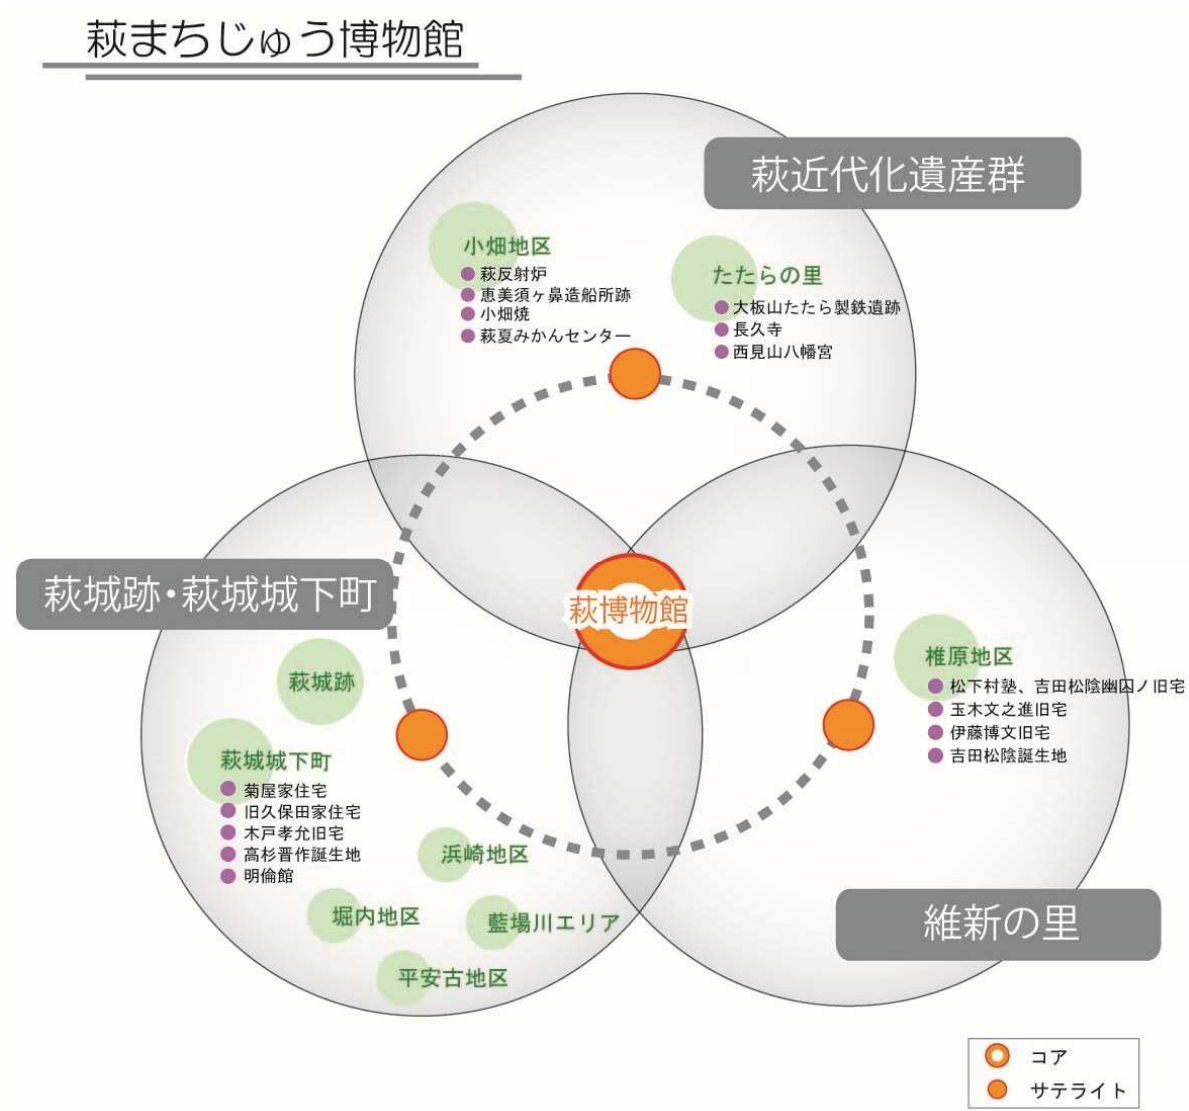 萩まちじゅう博物館
萩近代化遺産群
小畑地区
萩反射炉
恵美須ヶ鼻造船所跡
小畑焼
萩夏みかんセンター
たたらの里
大板山たたら製鉄遺跡
長久寺
西見山八幡宮
萩博物館
萩城跡・萩城城下町
萩城跡
萩城城下町
菊屋家住宅
旧久保田家住宅
木戸孝允旧宅
高杉晋作誕生地
明倫館
浜崎地区
堀内地区
藍場川エリア
平安古地区
椎原地区
松下村塾、吉田松陰幽囚ノ旧宅
玉木文之進旧宅
伊藤博文旧宅
吉田松陰誕生地
維新の里
コア
サテライト